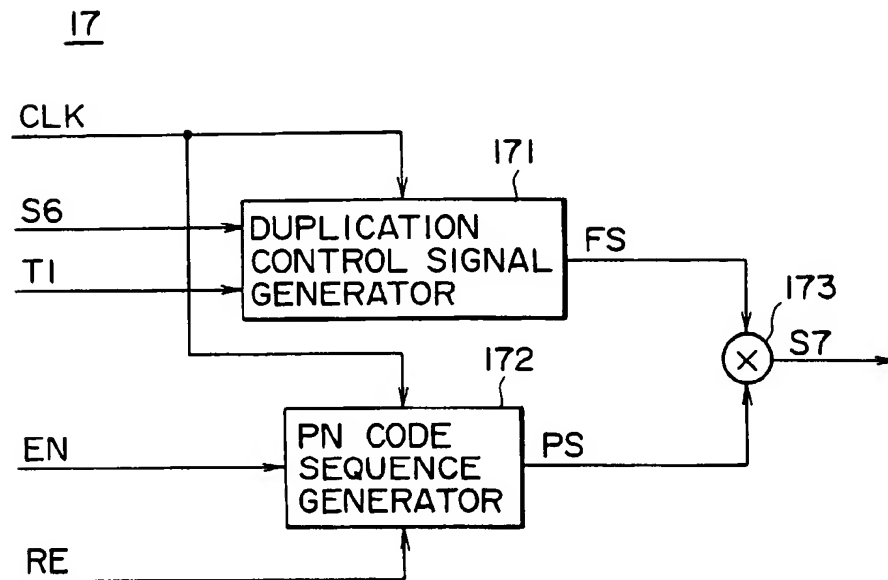 17
CLK
171
S6
DUPLICATION
CONTROL SIGNAL
GENERATOR
FS
T1
173
S7
172
EN
PN CODE
SEQUENCE
GENERATOR
PS
RE